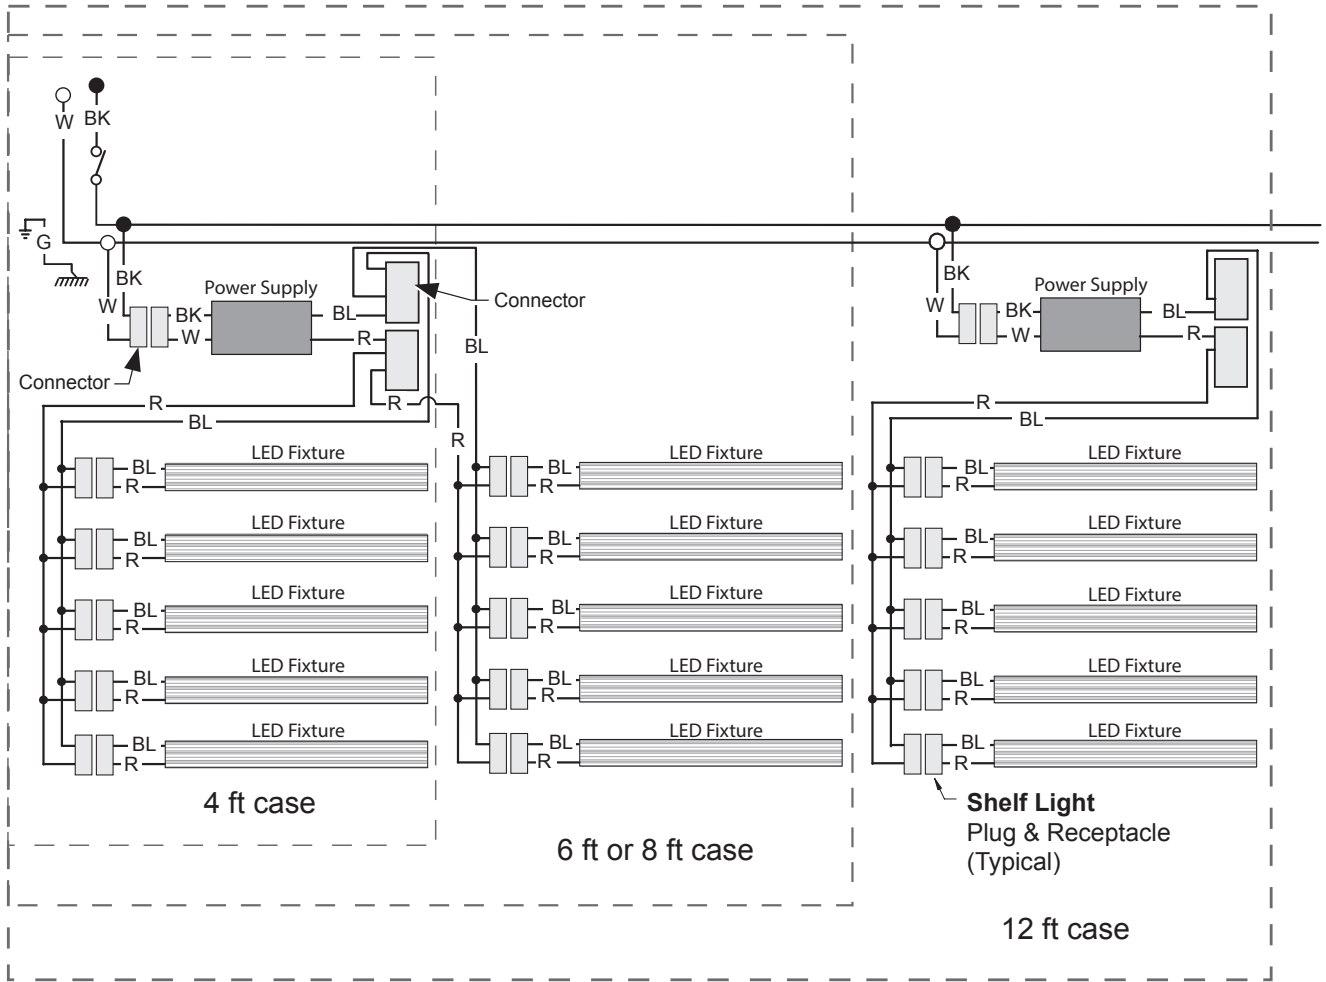 W
BK
G
BK
W
BK
W
Power Supply
BL
R
Connector
Connector
BL
R
BL
R
R
BK
W
BK
W
Power Supply
BL
R
R
BL
LED Fixture
BL
R
LED Fixture
BL
R
LED Fixture
BL
R
LED Fixture
BL
R
LED Fixture
BL
R
4 ft case
LED Fixture
BL
R
LED Fixture
BL
R
LED Fixture
BL
R
LED Fixture
BL
R
LED Fixture
BL
R
6 ft or 8 ft case
LED Fixture
BL
R
LED Fixture
BL
R
LED Fixture
BL
R
LED Fixture
BL
R
LED Fixture
BL
R
Shelf Light
Plug & Receptacle
(Typical)
12 ft case